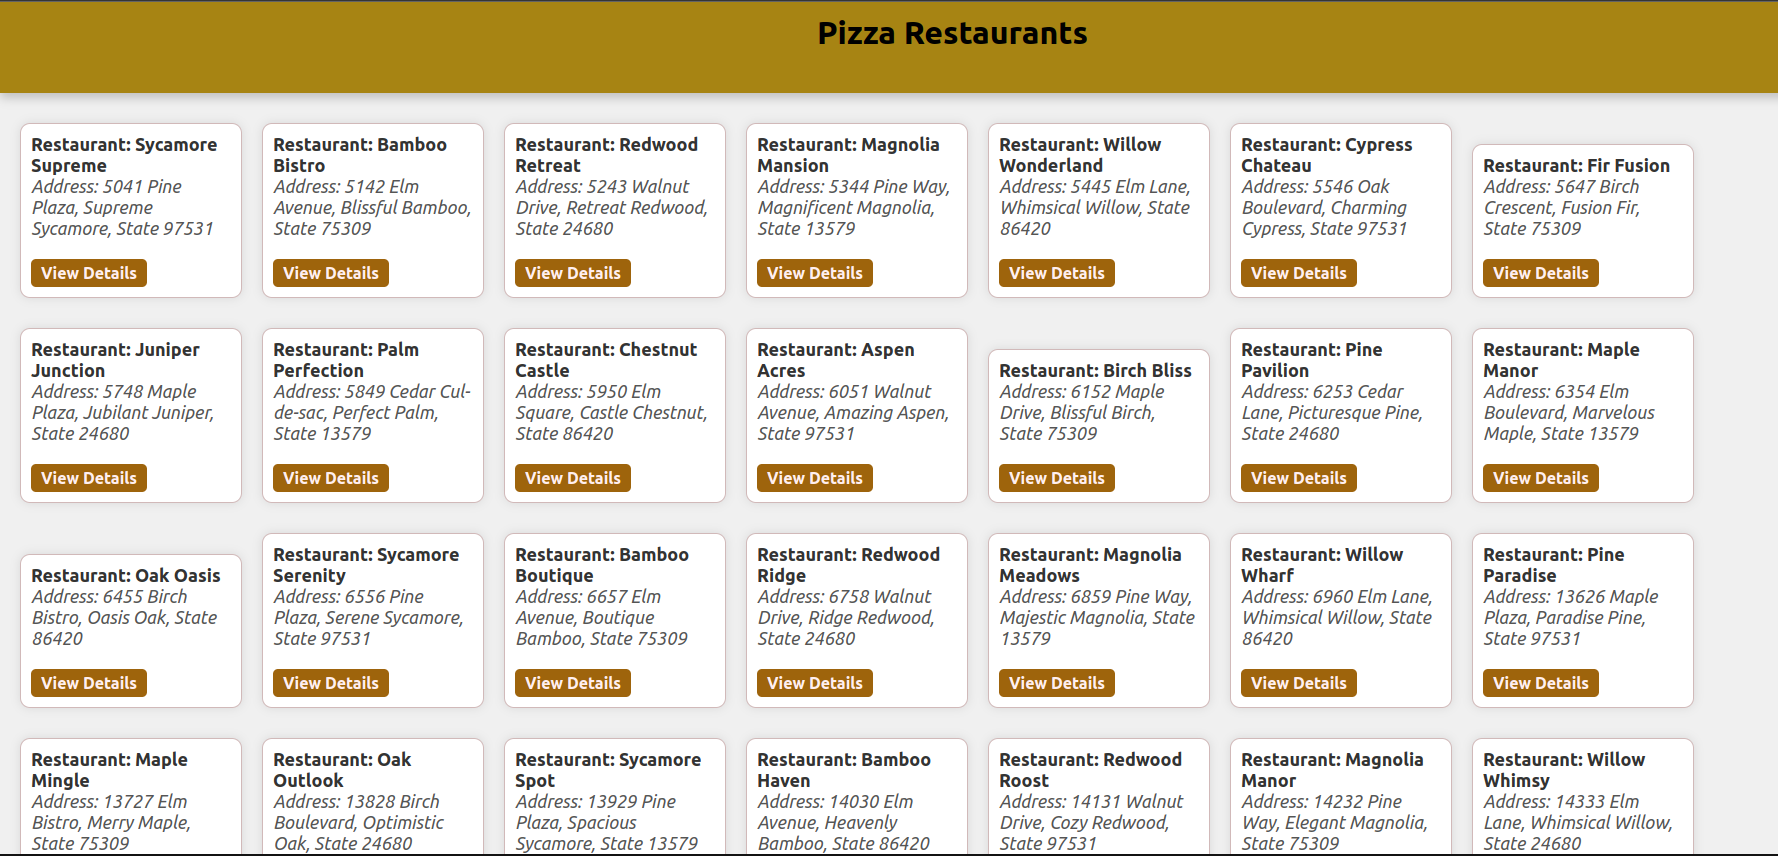 Pizza Restaurants
Restaurant: Sycamore
Supreme
Address: 5041 Pine
Plaza, Supreme
Sycamore, State 97531
View Details
Restaurant: Bamboo
Bistro
Address: 5142 Elm
Avenue, Blissful Bamboo,
State 75309
View Details
Restaurant: Redwood
Retreat
Address: 5243 Walnut
Drive, Retreat Redwood,
State 24680
View Details
Restaurant: Magnolia
Mansion
Address: 5344 Pine Way,
Magnificent Magnolia,
State 13579
View Details
Restaurant: Willow
Wonderland
Address: 5445 Elm Lane,
Whimsical Willow, State
86420
View Details
Restaurant: Cypress
Chateau
Address: 5546 Oak
Boulevard, Charming
Cypress, State 97531
View Details
Restaurant: Fir Fusion
Address: 5647 Birch
Crescent, Fusion Fir,
State 75309
View Details
Restaurant: Juniper
Junction
Address: 5748 Maple
Plaza, Jubilant Juniper,
State 24680
View Details
Restaurant: Palm
Perfection
Address: 5849 Cedar Cul-
de-sac, Perfect Palm,
State 13579
View Details
Restaurant: Chestnut
Castle
Address: 5950 Elm
Square, Castle Chestnut,
State 86420
View Details
Restaurant: Aspen
Acres
Address: 6051 Walnut
Avenue, Amazing Aspen,
State 97531
View Details
Restaurant: Birch Bliss
Address: 6152 Maple
Drive, Blissful Birch,
State 75309
View Details
Restaurant: Pine
Pavilion
Address: 6253 Cedar
Lane, Picturesque Pine,
State 24680
View Details
Restaurant: Maple
Manor
Address: 6354 Elm
Boulevard, Marvelous
Maple, State 13579
View Details
Restaurant: Oak Oasis
Address: 6455 Birch
Bistro, Oasis Oak, State
86420
View Details
Restaurant: Sycamore
Serenity
Address: 6556 Pine
Plaza, Serene Sycamore,
State 97531
View Details
Restaurant: Bamboo
Boutique
Address: 6657 Elm
Avenue, Boutique
Bamboo, State 75309
View Details
Restaurant: Redwood
Ridge
Address: 6758 Walnut
Drive, Ridge Redwood,
State 24680
View Details
Restaurant: Magnolia
Meadows
Address: 6859 Pine Way,
Majestic Magnolia, State
13579
View Details
Restaurant: Willow
Wharf
Address: 6960 Elm Lane,
Whimsical Willow, State
86420
View Details
Restaurant: Pine
Paradise
Address: 13626 Maple
Plaza, Paradise Pine,
State 97531
View Details
Restaurant: Maple
Mingle
Address: 13727 Elm
Bistro, Merry Maple,
State 75309
Restaurant: Oak
Outlook
Address: 13828 Birch
Boulevard, Optimistic
Oak, State 24680
Restaurant: Sycamore
Spot
Address: 13929 Pine
Plaza, Spacious
Sycamore, State 13579
Restaurant: Bamboo
Haven
Address: 14030 Elm
Avenue, Heavenly
Bamboo, State 86420
Restaurant: Redwood
Roost
Address: 14131 Walnut
Drive, Cozy Redwood,
State 97531
Restaurant: Magnolia
Manor
Address: 14232 Pine
Way, Elegant Magnolia,
State 75309
Restaurant: Willow
Whimsy
Address: 14333 Elm
Lane, Whimsical Willow,
State 24680